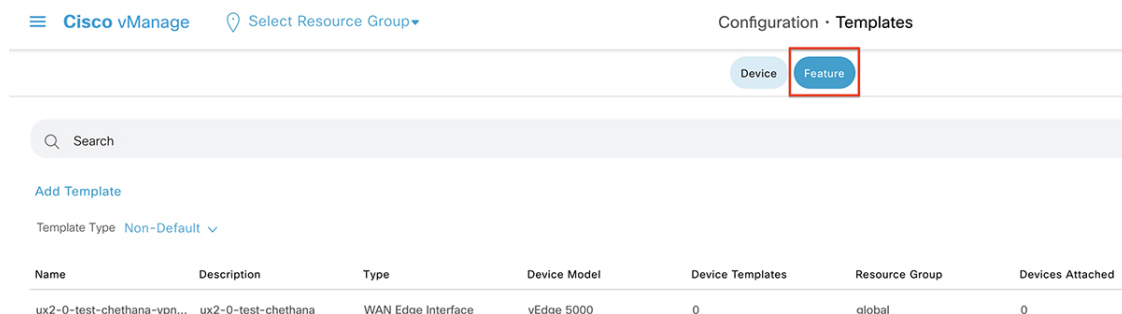 Cisco vManage Select Resource Group Configuration · Templates
Device Feature
Search
Add Template
Template Type Non-Default
Name Description Type Device Model Device Templates Resource Group Devices Attached
ux2-0-test-chethana-vpn... ux2-0-test-chethana WAN Edge Interface vEdge 5000 0 global 0